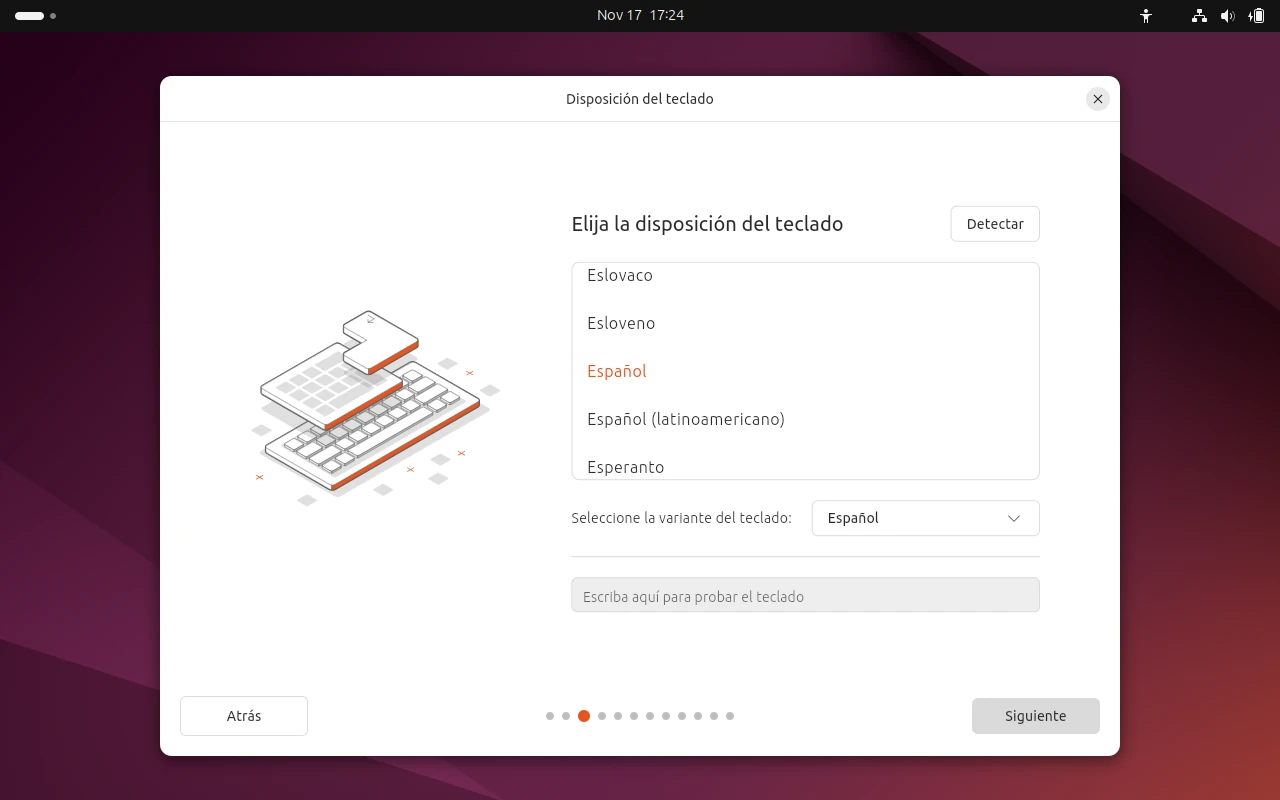 Nov 17 17:24
Disposición del teclado
Elija la disposición del teclado
Detectar
Eslovaco
Esloveno
Español
Español (latinoamericano)
Esperanto
Seleccione la variante del teclado:
Español
Escriba aquí para probar el teclado
Atrás
Siguiente